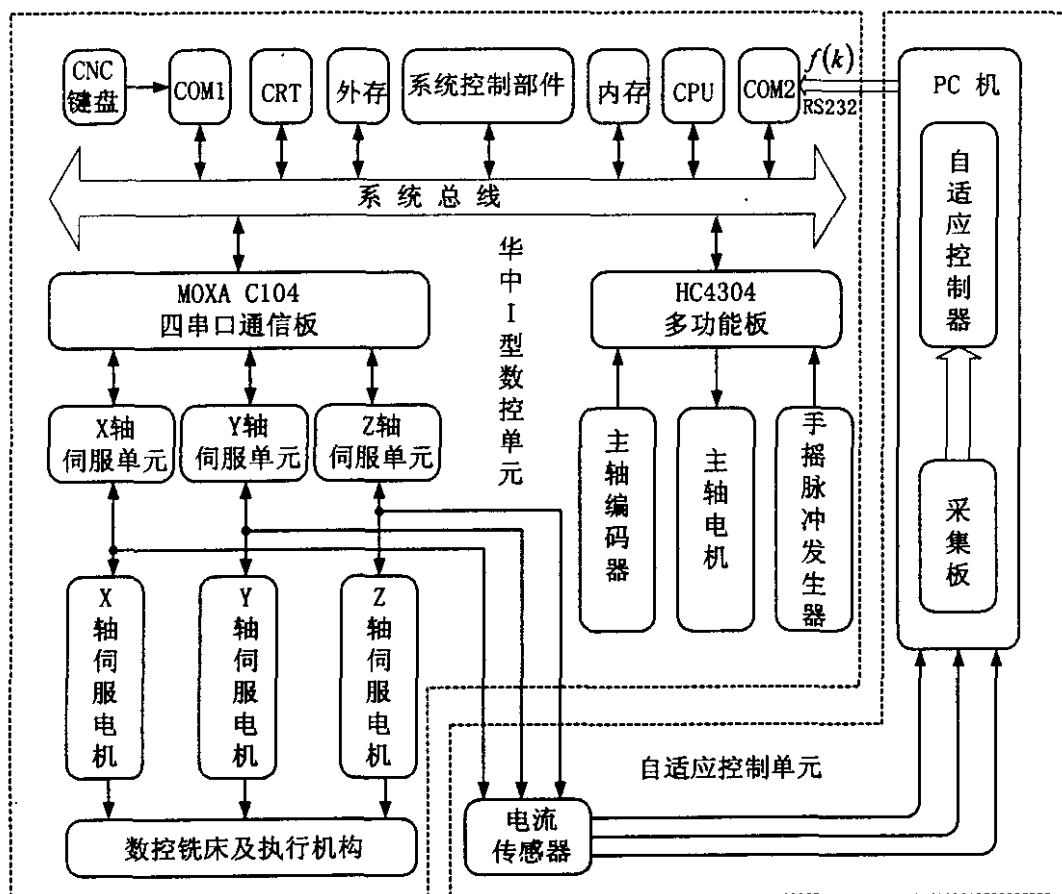 CNC
键盘
COM1
CRT
外存
系统控制部件
内存
CPU
COM2
f(k)
RS232
PC 机
自适应控制器
采集板
系统总线
华中I型数控单元
MOXA C104
四串口通信板
HC4304
多功能板
X轴
伺服单元
Y轴
伺服单元
Z轴
伺服单元
主轴编码器
主轴电机
手摇脉冲发生器
X轴伺服电机
Y轴伺服电机
Z轴伺服电机
数控铣床及执行机构
电流
传感器
自适应控制单元